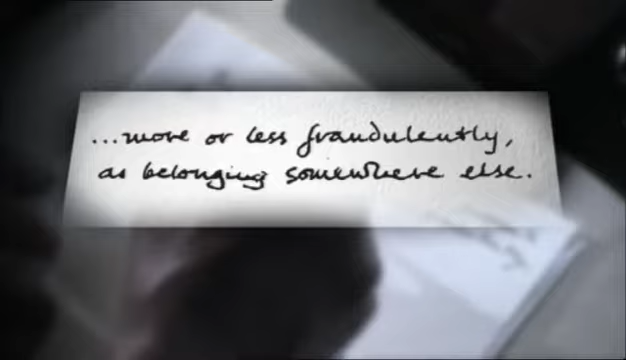 ...more or less fraudulently,
as belonging somewhere else.